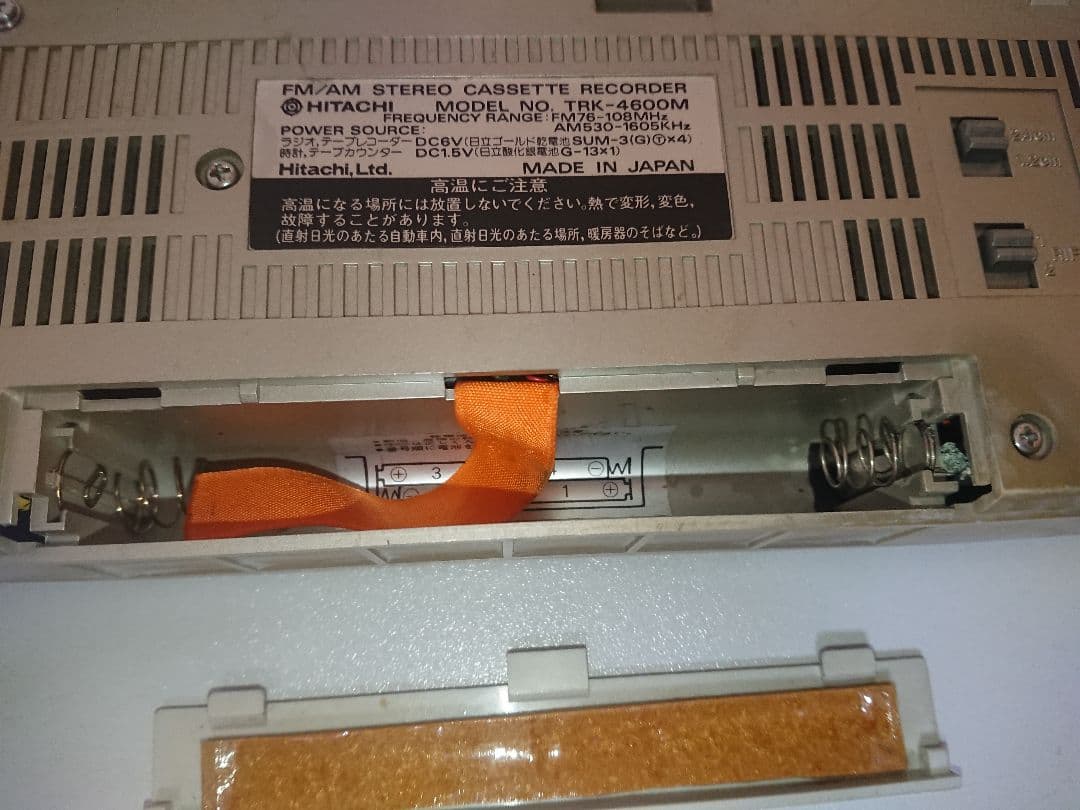 FM/AM STEREO CASSETTE RECORDER
HITACHI MODEL NO. TRK-4600M
FREQUENCY RANGE:FM76-108MHz
AM530-1605KHz
POWER SOURCE:
ラジオ,テープレコーダー DC6V(日立ゴールド乾電池 SUM-3(G)Ⓣ×4)
時計,テープカウンター DC1.5V(日立酸化銀電池 G-13×1)
Hitachi,Ltd. MADE IN JAPAN
高温にご注意
高温になる場所には放置しないでください。熱で変形,変色,
故障することがあります。
(直射日光のあたる自動車内,直射日光のあたる場所,暖房器のそばなど。)
2.4cm
1.2cm
1
2
⊕ 3
⊖
⊖
1 ⊕